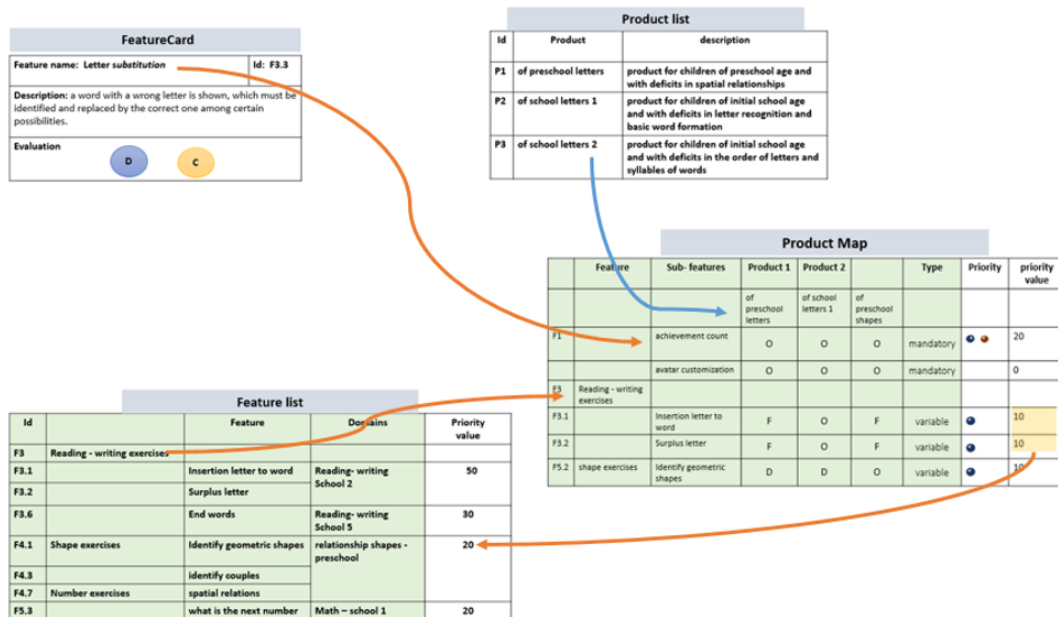 FeatureCard
Feature name: Letter substitution Id: F3.3
Description: a word with a wrong letter is shown, which must be
identified and replaced by the correct one among certain
possibilities.
Evaluation
D C
Product list
Id Product description
P1 of preschool letters product for children of preschool age and
with deficits in spatial relationships
P2 of school letters 1 product for children of initial school age
and with deficits in letter recognition and
basic word formation
P3 of school letters 2 product for children of initial school age
and with deficits in the order of letters and
syllables of words
Product Map
Feature Sub- features Product 1 Product 2 Type Priority priority
value
of
preschool
letters
of school
letters 1
of
preschool
shapes
F1 achievement count O O O mandatory 20
avatar customization O O O mandatory 0
F3 Reading - writing
exercises
F3.1 Insertion letter to
word F O F variable 10
F3.2 Surplus letter F O F variable 10
F5.2 shape exercises Identify geometric
shapes D D O variable 10
Feature list
Id Feature Domains Priority
value
F3 Reading - writing exercises
F3.1 Insertion letter to word Reading- writing
School 2 50
F3.2 Surplus letter
F3.6 End words Reading- writing
School 5 30
F4.1 Shape exercises Identify geometric shapes relationship shapes -
preschool 20
F4.3 identify couples
F4.7 Number exercises spatial relations
F5.3 what is the next number Math – school 1 20